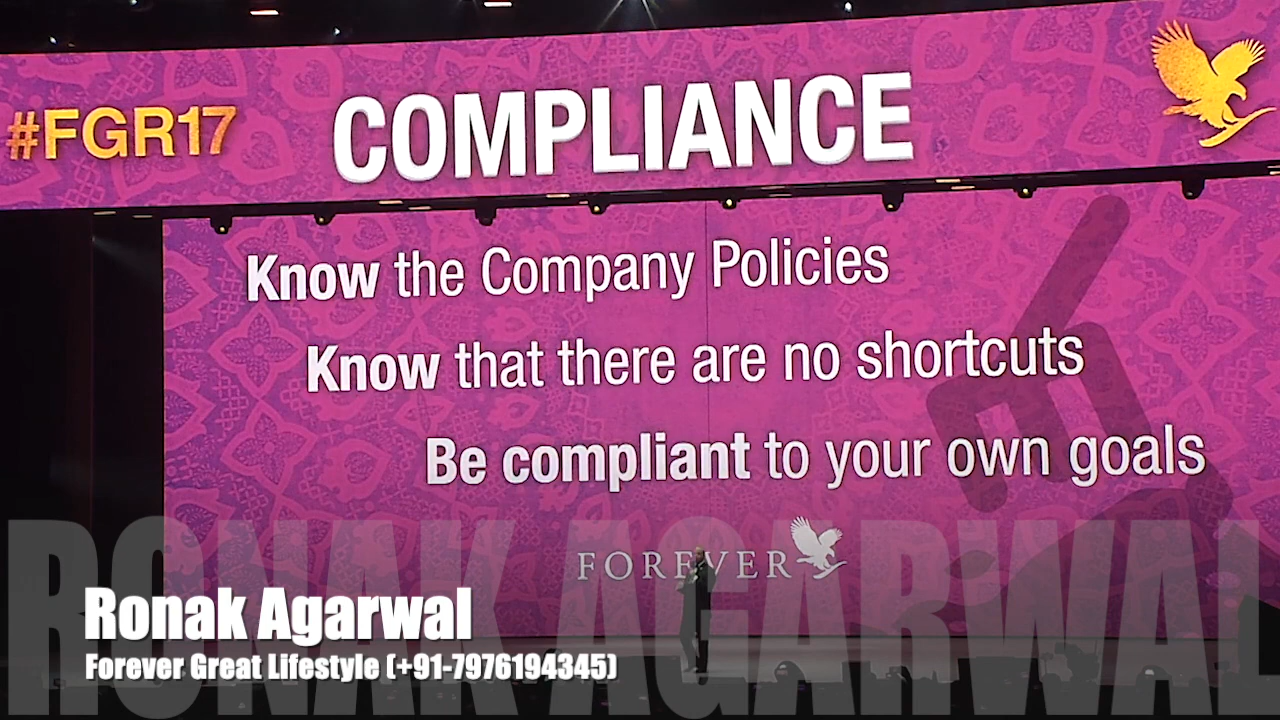 #FGR17
COMPLIANCE
Know the Company Policies
Know that there are no shortcuts
Be compliant to your own goals
FOREVER
RONAK AGARWAL
Ronak Agarwal
Forever Great Lifestyle (+91-7976194345)